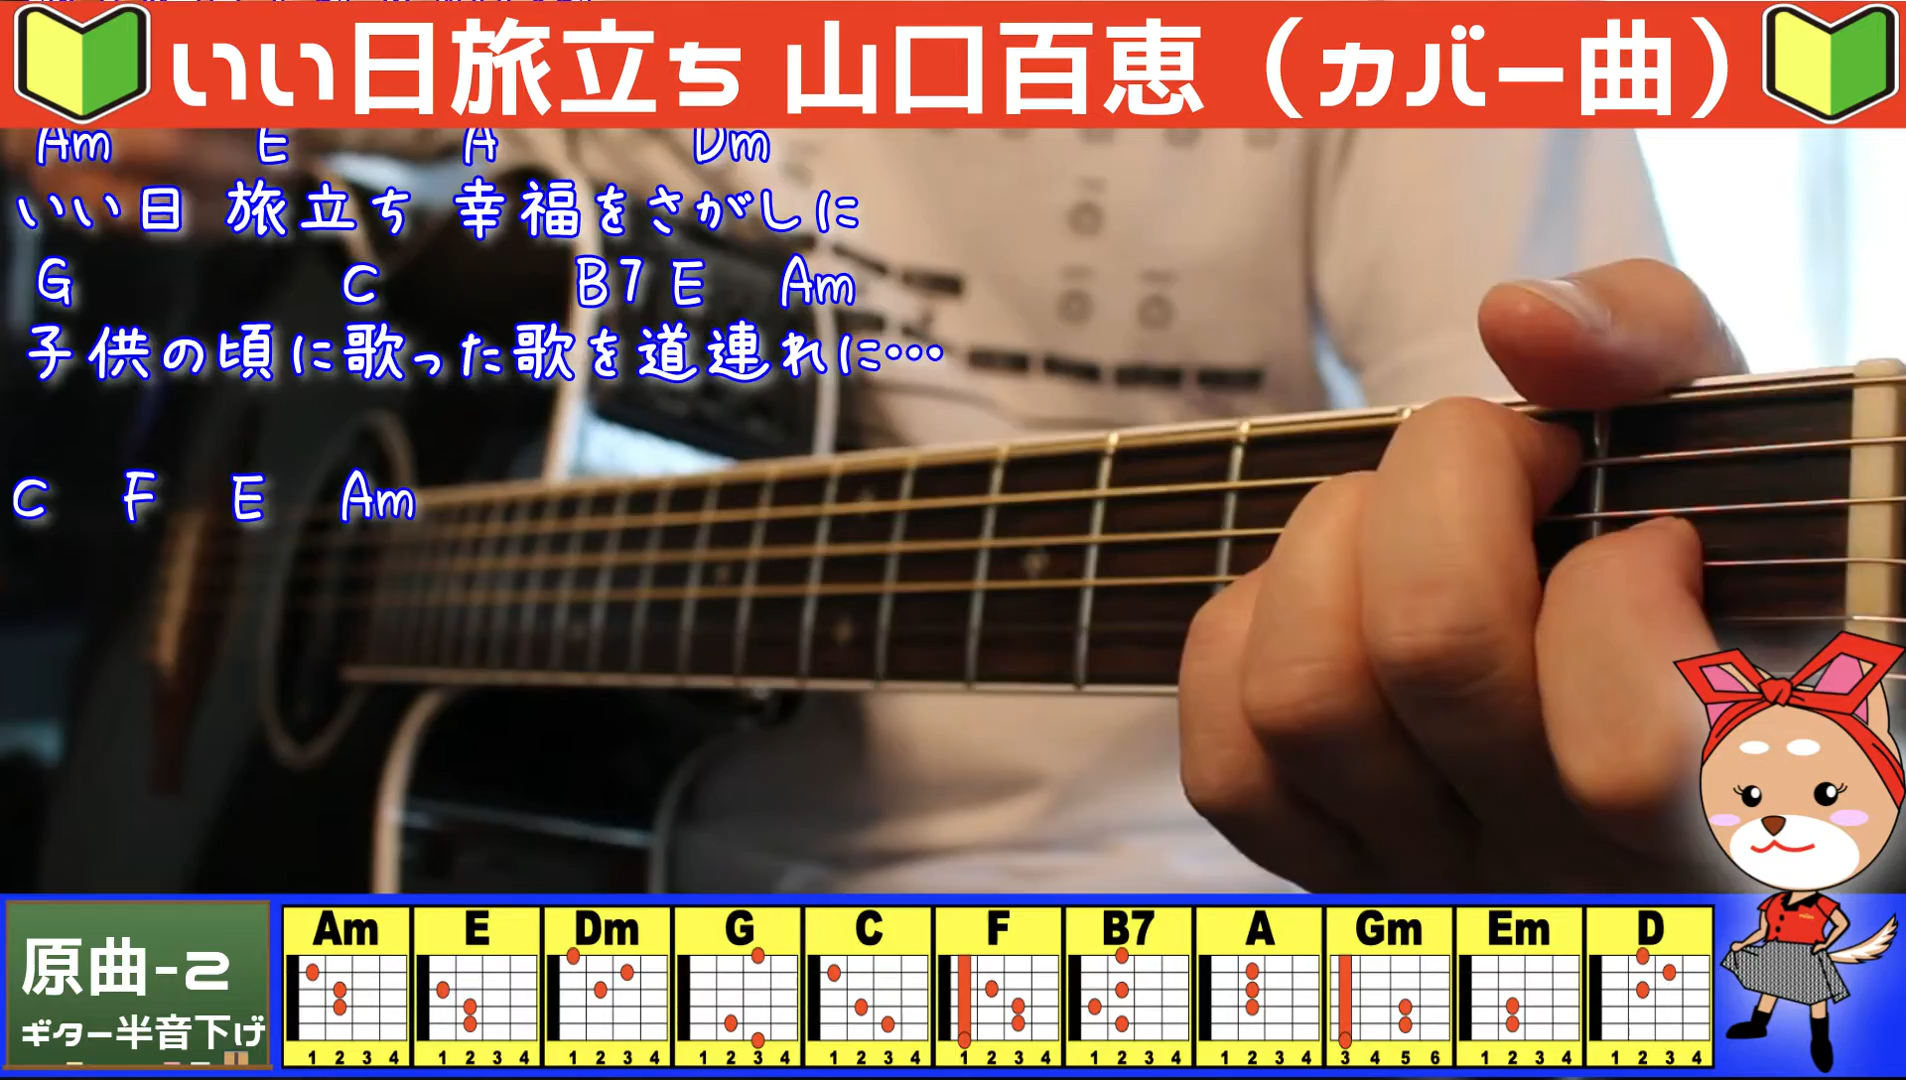 いい日旅立ち 山口百恵（カバー曲）
Am E A Dm
いい日 旅立ち 幸福をさがしに
G C B7 E Am
子供の頃に歌った歌を道連れに…
C F E Am
原曲-2
ギター半音下げ
Am E Dm G C F B7 A Gm Em D
1 2 3 4 1 2 3 4 1 2 3 4 1 2 3 4 1 2 3 4 1 2 3 4 1 2 3 4 1 2 3 4 3 4 5 6 1 2 3 4 1 2 3 4